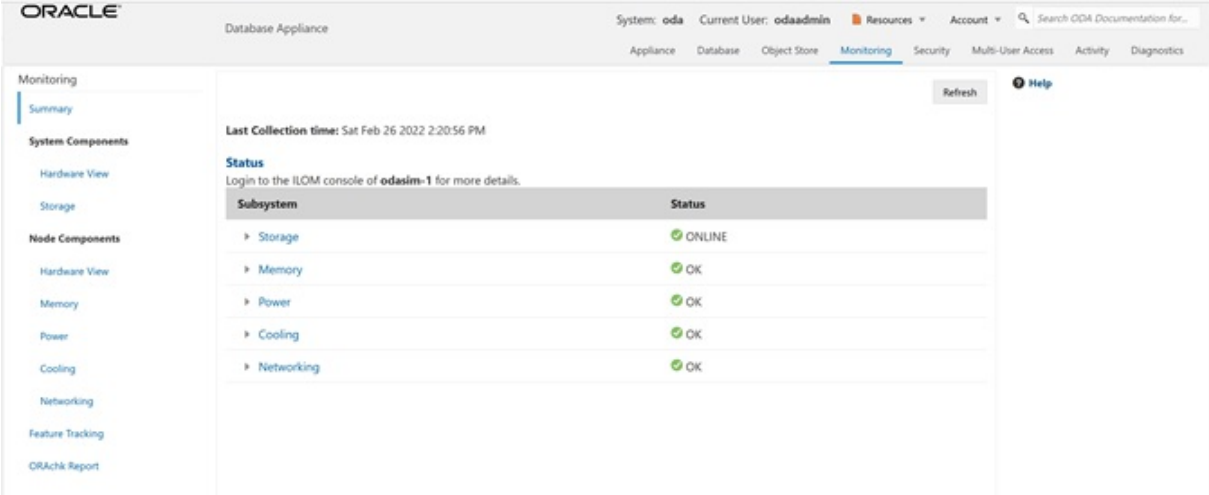 ORACLE
Database Appliance
System: oda Current User: odaadmin Resources Account Search ODA Documentation for...
Appliance Database Object Store Monitoring Security Multi-User Access Activity Diagnostics
Monitoring
Summary
System Components
Hardware View
Storage
Node Components
Hardware View
Memory
Power
Cooling
Networking
Feature Tracking
ORAchk Report
Refresh
Last Collection time: Sat Feb 26 2022 2:20:56 PM
Status
Login to the ILOM console of odasim-1 for more details.
Subsystem Status
Storage ONLINE
Memory OK
Power OK
Cooling OK
Networking OK
Help